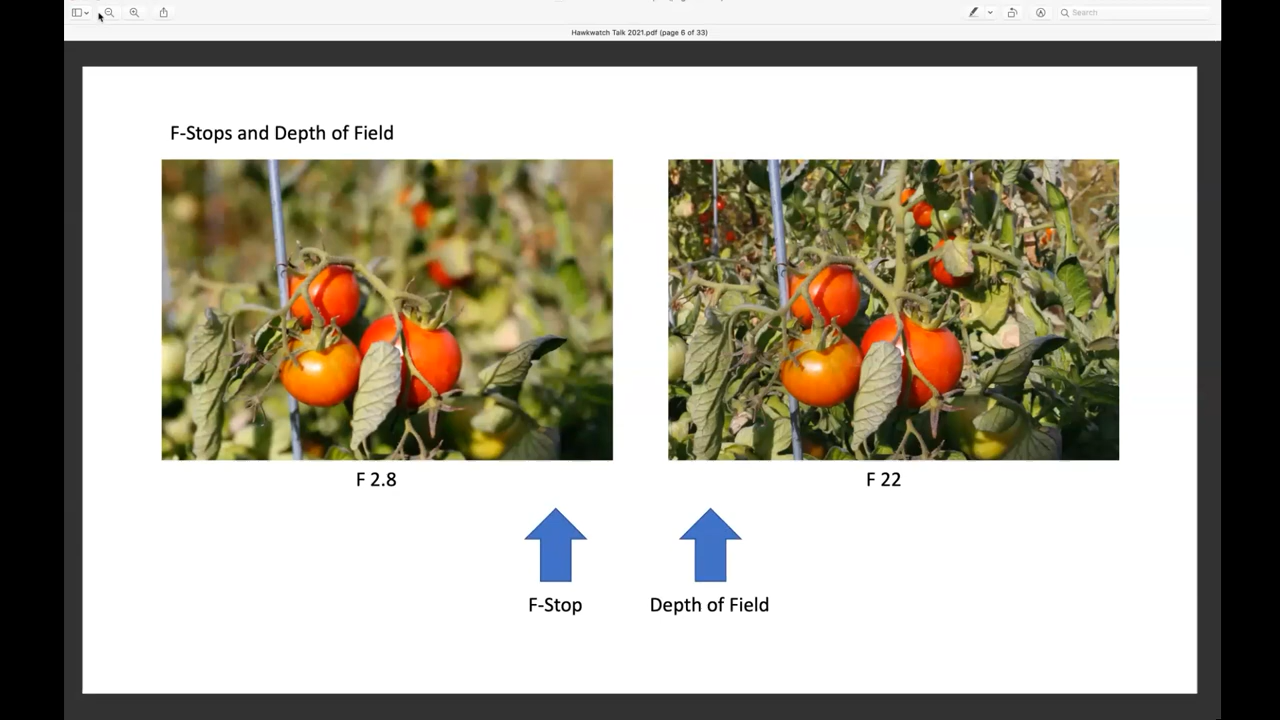 Search
Hawkwatch Talk 2021.pdf (page 6 of 33)
F-Stops and Depth of Field
F 2.8
F 22
F-Stop
Depth of Field